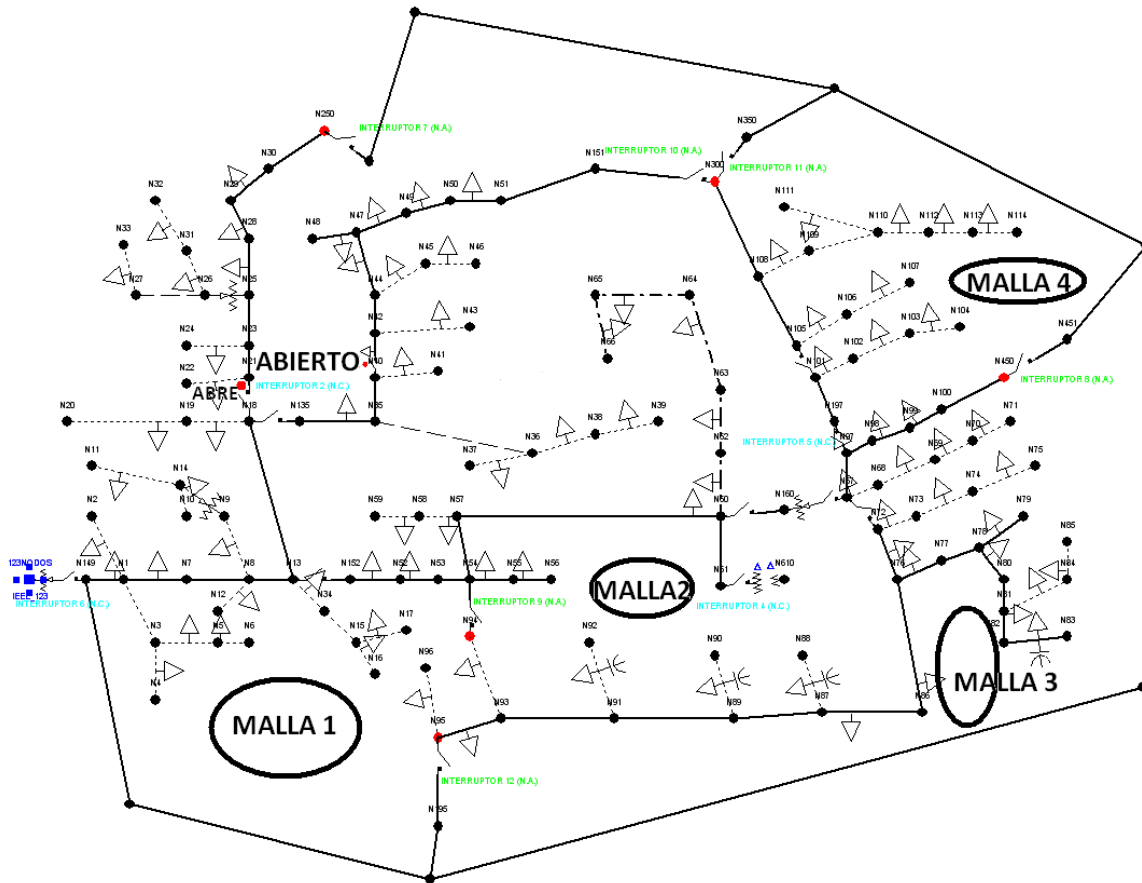 N250
INTERRUPTOR 7 (N.A.)
N350
INTERRUPTOR 10 (N.A.)
N151
N300
INTERRUPTOR 11 (N.A.)
N30
N32
N29
N49
N50
N51
N111
N48
N47
N110
N112
N113
N114
N28
N33
N31
N45
N46
N109
N108
N107
MALLA 4
N27
N26
N25
N44
N65
N64
N106
N43
N42
N24
N23
N105
N103
N104
N102
N451
N66
ABIERTO
N22
N21
N40
N41
N101
N450
INTERRUPTOR 8 (N.A.)
INTERRUPTOR 2 (N.C.)
ABRE
N63
N100
N20
N19
N18
N135
N35
N38
N39
N197
N99
N98
N71
N70
INTERRUPTOR 5 (N.C.)
N97
N11
N37
N36
N62
N69
N75
N14
N68
N67
N74
N2
N10
N9
N59
N58
N57
N60
N160
N73
N72
N79
N78
N85
123NODOS
IEEE 123
INTERRUPTOR 6 (N.C.)
N149
N1
N7
N8
N13
N152
N52
N53
N54
N55
N56
MALLA2
N61
N610
INTERRUPTOR 4 (N.C.)
N77
N76
N80
N84
N12
N34
INTERRUPTOR 9 (N.A)
N81
N3
N5
N6
N15
N17
N94
N92
N90
N88
N82
N83
N4
N16
N96
MALLA 3
MALLA 1
N95
N93
N91
N89
N87
N86
INTERRUPTOR 12 (N.A.)
N195